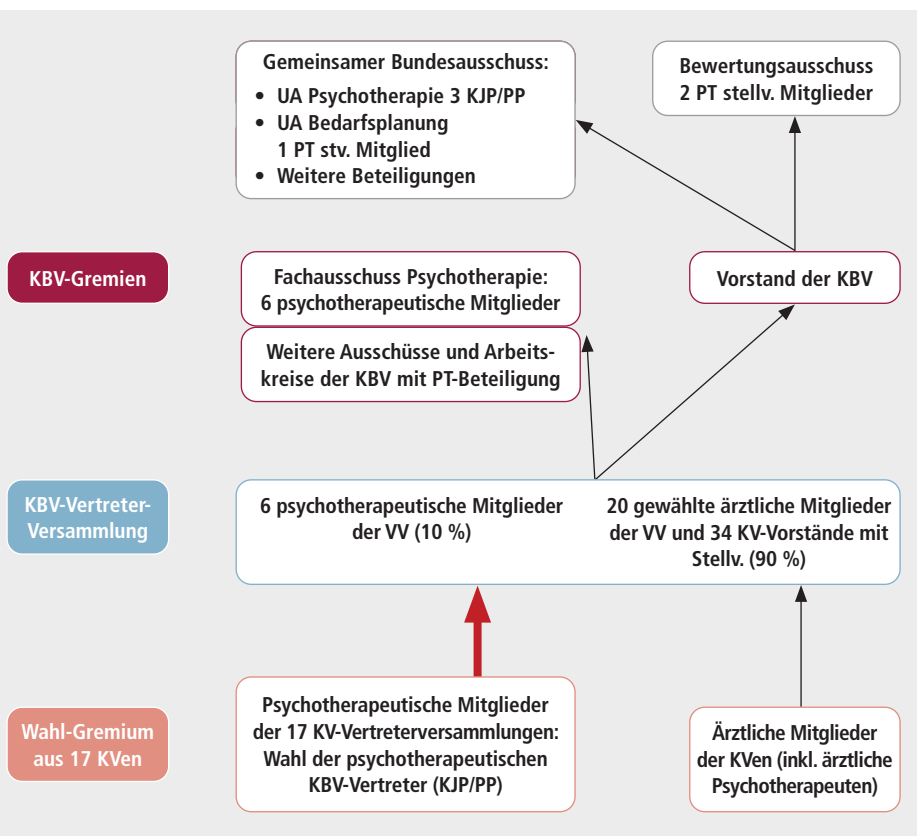 Gemeinsamer Bundesausschuss:
• UA Psychotherapie 3 KJP/PP
• UA Bedarfsplanung
1 PT stv. Mitglied
• Weitere Beteiligungen
Bewertungsausschuss
2 PT stellv. Mitglieder
KBV-Gremien
Fachausschuss Psychotherapie:
6 psychotherapeutische Mitglieder
Weitere Ausschüsse und Arbeits-
kreise der KBV mit PT-Beteiligung
Vorstand der KBV
KBV-Vertreter-
Versammlung
6 psychotherapeutische Mitglieder
der VV (10 %)
20 gewählte ärztliche Mitglieder
der VV und 34 KV-Vorstände mit
Stellv. (90 %)
Wahl-Gremium
aus 17 KVen
Psychotherapeutische Mitglieder
der 17 KV-Vertreterversammlungen:
Wahl der psychotherapeutischen
KBV-Vertreter (KJP/PP)
Ärztliche Mitglieder
der KVen (inkl. ärztliche
Psychotherapeuten)